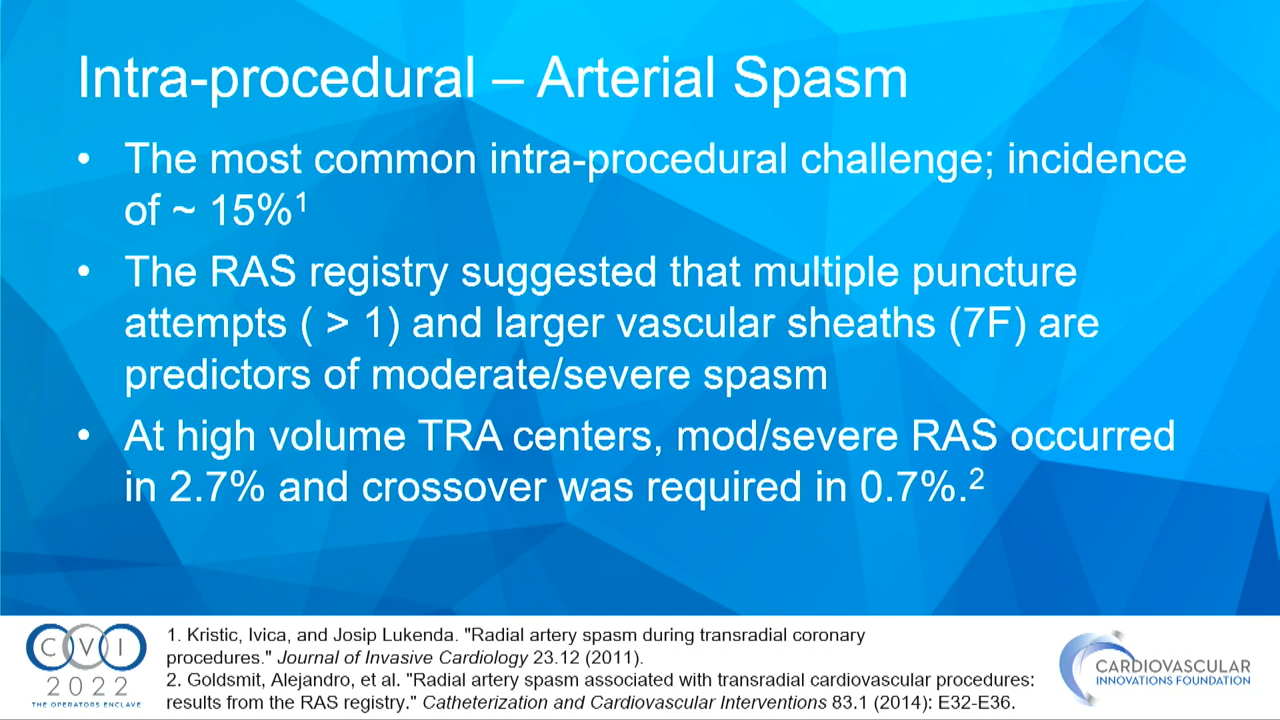 Intra-procedural – Arterial Spasm
• The most common intra-procedural challenge; incidence
of ~ 15%¹
• The RAS registry suggested that multiple puncture
attempts ( > 1) and larger vascular sheaths (7F) are
predictors of moderate/severe spasm
• At high volume TRA centers, mod/severe RAS occurred
in 2.7% and crossover was required in 0.7%.²
CVI
2022
THE OPERATORS ENCLAVE
1. Kristic, Ivica, and Josip Lukenda. "Radial artery spasm during transradial coronary
procedures." Journal of Invasive Cardiology 23.12 (2011).
2. Goldsmit, Alejandro, et al. "Radial artery spasm associated with transradial cardiovascular procedures:
results from the RAS registry." Catheterization and Cardiovascular Interventions 83.1 (2014): E32-E36.
CARDIOVASCULAR
INNOVATIONS FOUNDATION